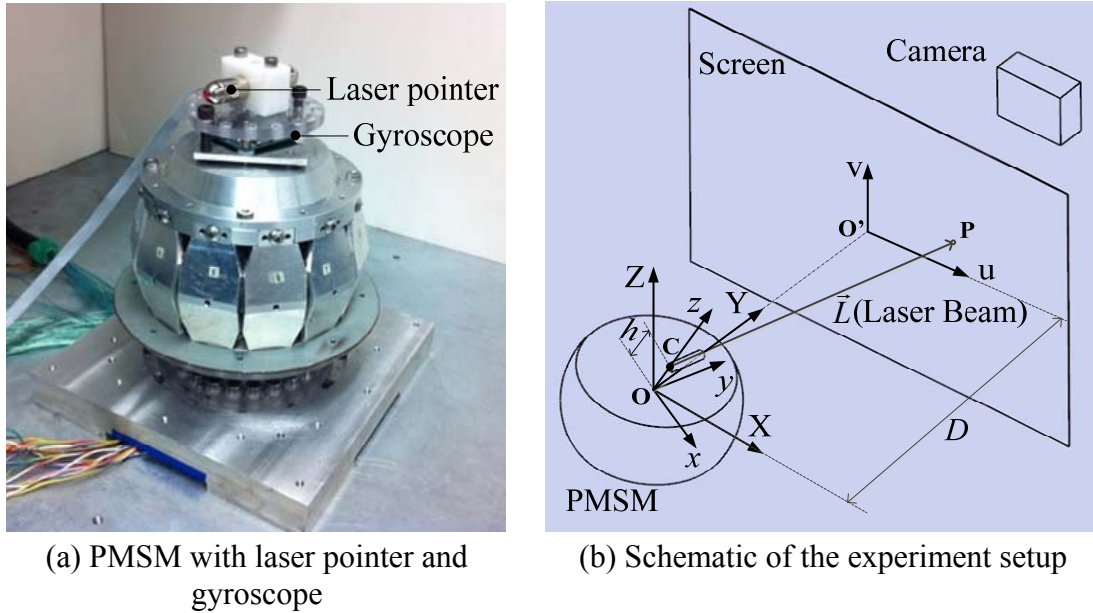 Laser pointer
Gyroscope
Screen
Camera
v
O'
P
u
Z
z
Y
L⃗ (Laser Beam)
h
C
y
O
X
x
D
PMSM
(a) PMSM with laser pointer and
gyroscope
(b) Schematic of the experiment setup